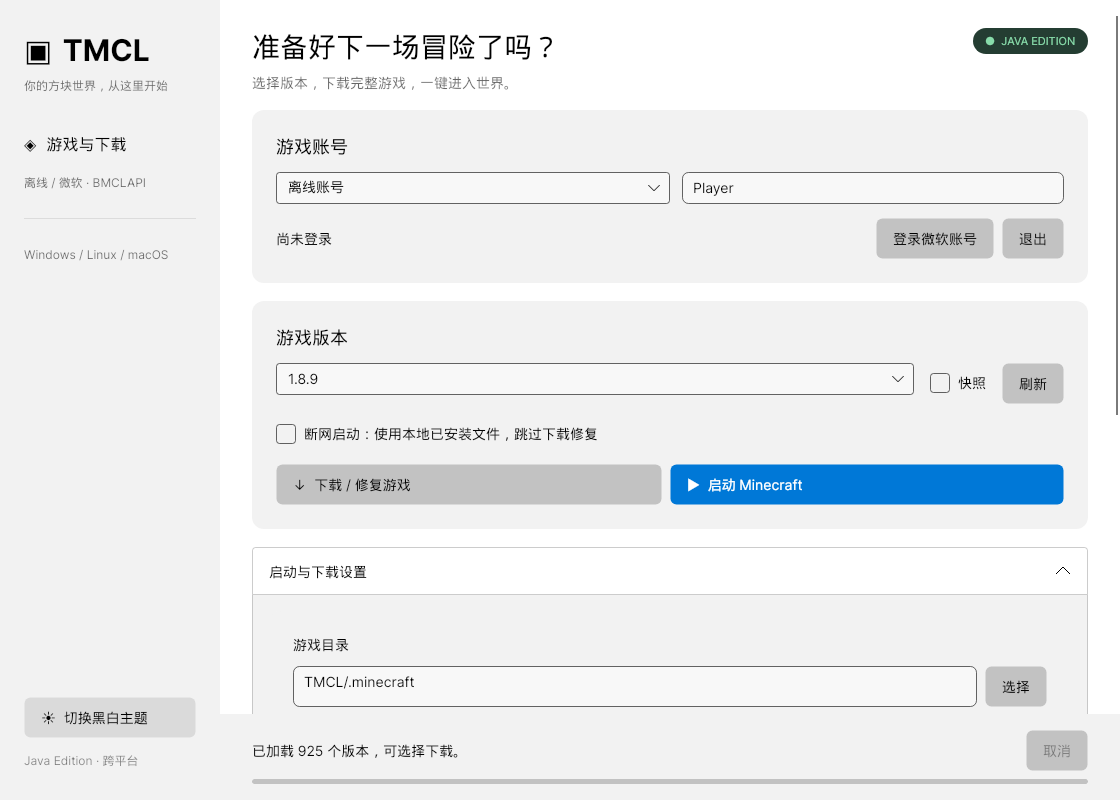 TMCL
你的方块世界，从这里开始
游戏与下载
离线 / 微软 · BMCLAPI
Windows / Linux / macOS
切换黑白主题
Java Edition · 跨平台
准备好下一场冒险了吗？
JAVA EDITION
选择版本，下载完整游戏，一键进入世界。
游戏账号
离线账号
Player
尚未登录
登录微软账号
退出
游戏版本
1.8.9
快照
刷新
断网启动：使用本地已安装文件，跳过下载修复
↓ 下载 / 修复游戏
▶ 启动 Minecraft
启动与下载设置
游戏目录
TMCL/.minecraft
选择
已加载 925 个版本，可选择下载。
取消